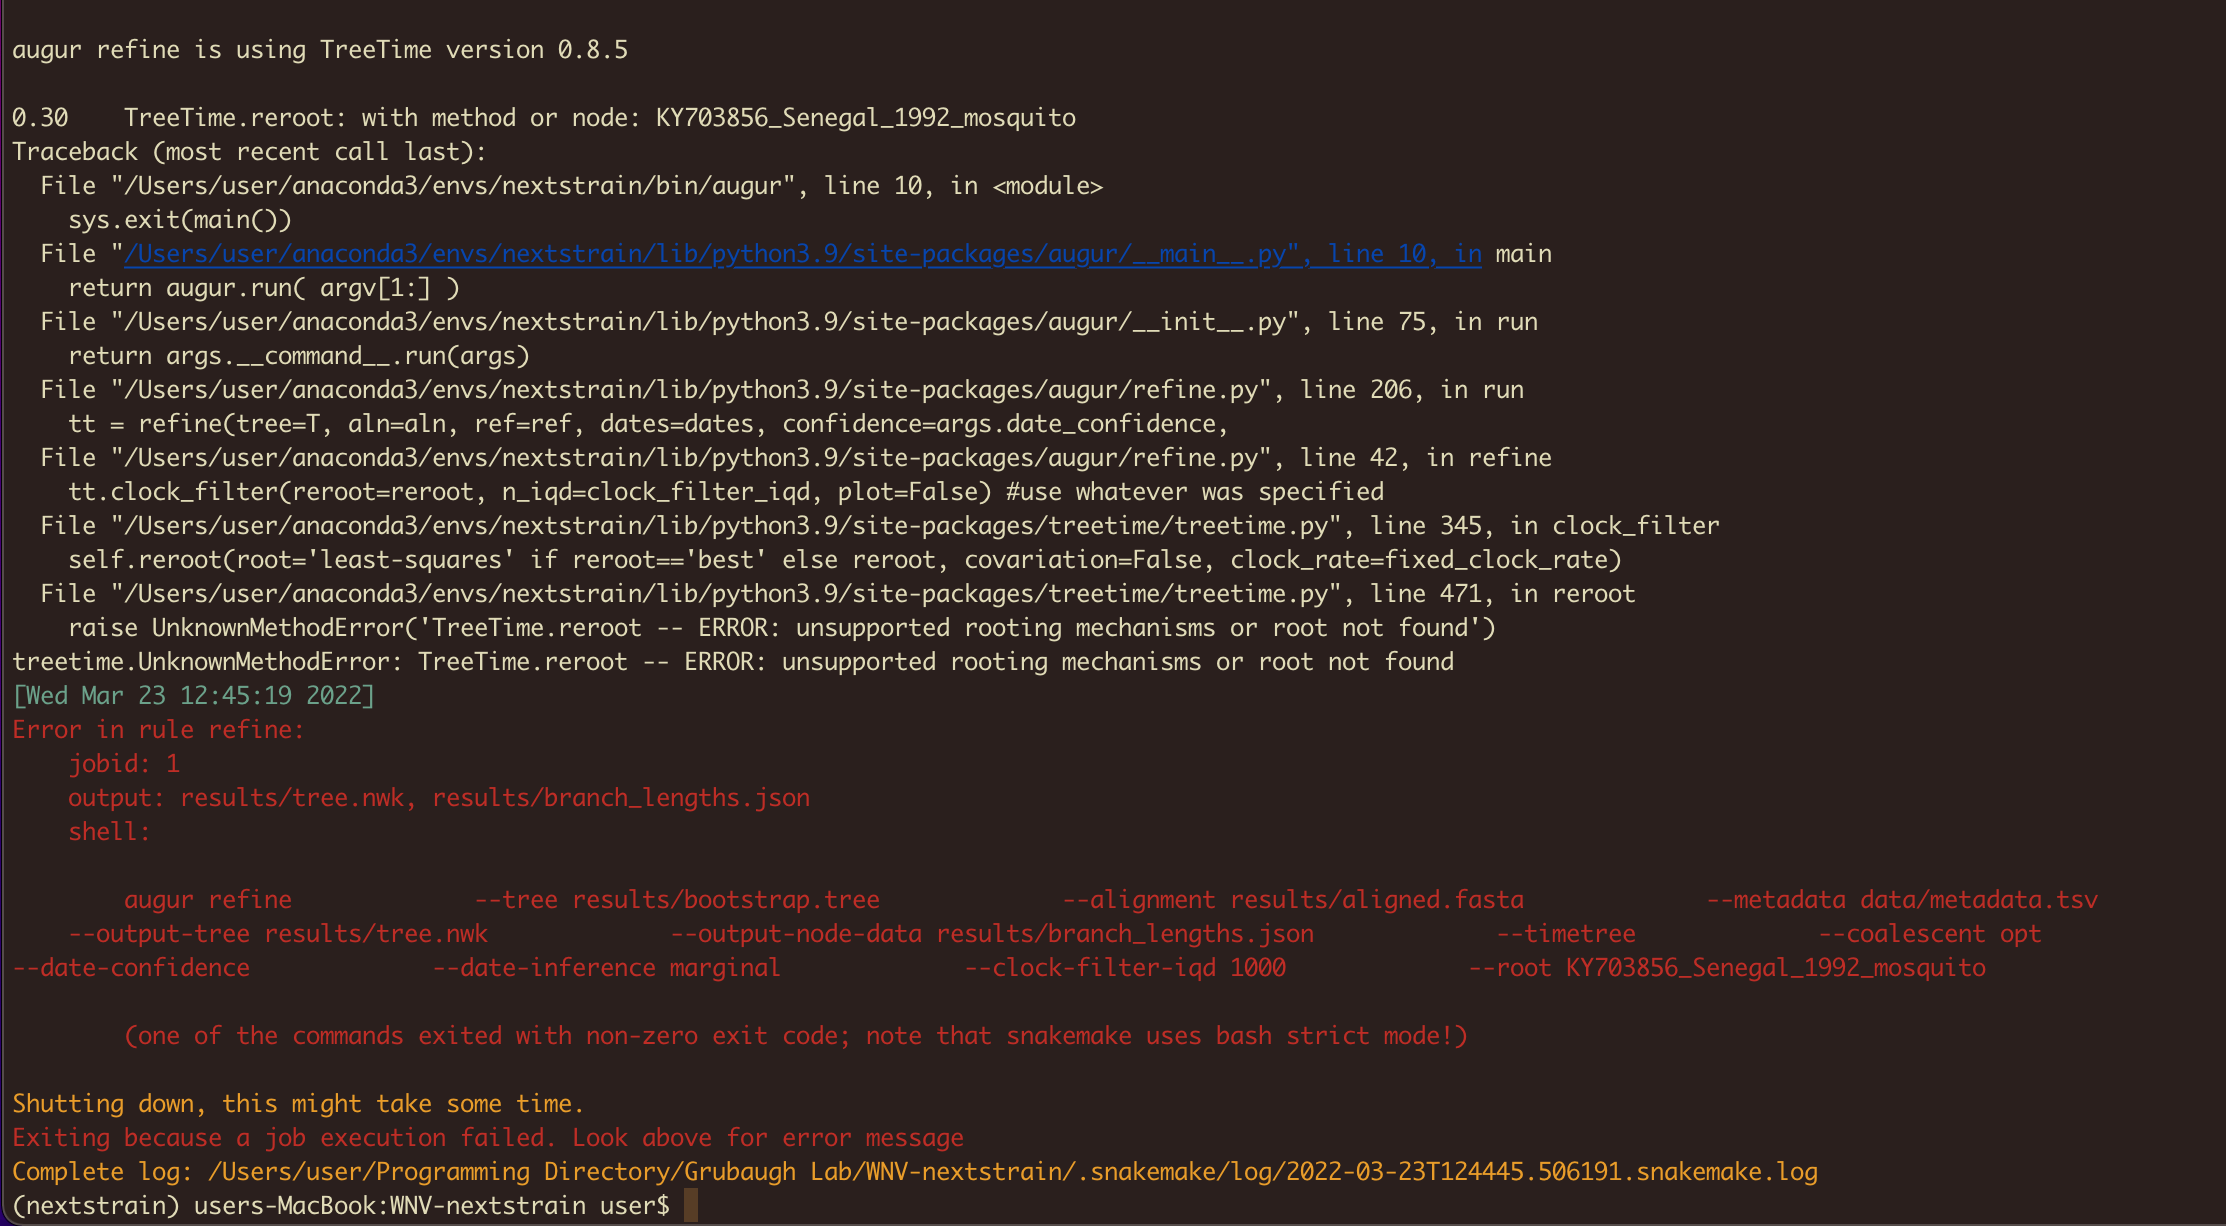 augur refine is using TreeTime version 0.8.5
0.30    TreeTime.reroot: with method or node: KY703856_Senegal_1992_mosquito
Traceback (most recent call last):
  File "/Users/user/anaconda3/envs/nextstrain/bin/augur", line 10, in <module>
    sys.exit(main())
  File "/Users/user/anaconda3/envs/nextstrain/lib/python3.9/site-packages/augur/__main__.py", line 10, in main
    return augur.run( argv[1:] )
  File "/Users/user/anaconda3/envs/nextstrain/lib/python3.9/site-packages/augur/__init__.py", line 75, in run
    return args.__command__.run(args)
  File "/Users/user/anaconda3/envs/nextstrain/lib/python3.9/site-packages/augur/refine.py", line 206, in run
    tt = refine(tree=T, aln=aln, ref=ref, dates=dates, confidence=args.date_confidence,
  File "/Users/user/anaconda3/envs/nextstrain/lib/python3.9/site-packages/augur/refine.py", line 42, in refine
    tt.clock_filter(reroot=reroot, n_iqd=clock_filter_iqd, plot=False) #use whatever was specified
  File "/Users/user/anaconda3/envs/nextstrain/lib/python3.9/site-packages/treetime/treetime.py", line 345, in clock_filter
    self.reroot(root='least-squares' if reroot=='best' else reroot, covariation=False, clock_rate=fixed_clock_rate)
  File "/Users/user/anaconda3/envs/nextstrain/lib/python3.9/site-packages/treetime/treetime.py", line 471, in reroot
    raise UnknownMethodError('TreeTime.reroot -- ERROR: unsupported rooting mechanisms or root not found')
treetime.UnknownMethodError: TreeTime.reroot -- ERROR: unsupported rooting mechanisms or root not found
[Wed Mar 23 12:45:19 2022]
Error in rule refine:
    jobid: 1
    output: results/tree.nwk, results/branch_lengths.json
    shell:
        augur refine             --tree results/bootstrap.tree             --alignment results/aligned.fasta             --metadata data/metadata.tsv
    --output-tree results/tree.nwk             --output-node-data results/branch_lengths.json             --timetree             --coalescent opt
--date-confidence             --date-inference marginal             --clock-filter-iqd 1000             --root KY703856_Senegal_1992_mosquito
        (one of the commands exited with non-zero exit code; note that snakemake uses bash strict mode!)
Shutting down, this might take some time.
Exiting because a job execution failed. Look above for error message
Complete log: /Users/user/Programming Directory/Grubaugh Lab/WNV-nextstrain/.snakemake/log/2022-03-23T124445.506191.snakemake.log
(nextstrain) users-MacBook:WNV-nextstrain user$